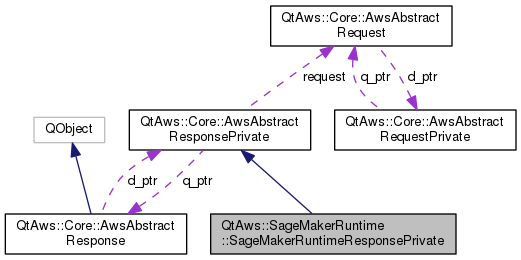 QtAws::Core::AwsAbstract
Request
request
q_ptr
d_ptr
QObject
QtAws::Core::AwsAbstract
ResponsePrivate
QtAws::Core::AwsAbstract
RequestPrivate
d_ptr
q_ptr
QtAws::Core::AwsAbstract
Response
QtAws::SageMakerRuntime
::SageMakerRuntimeResponsePrivate